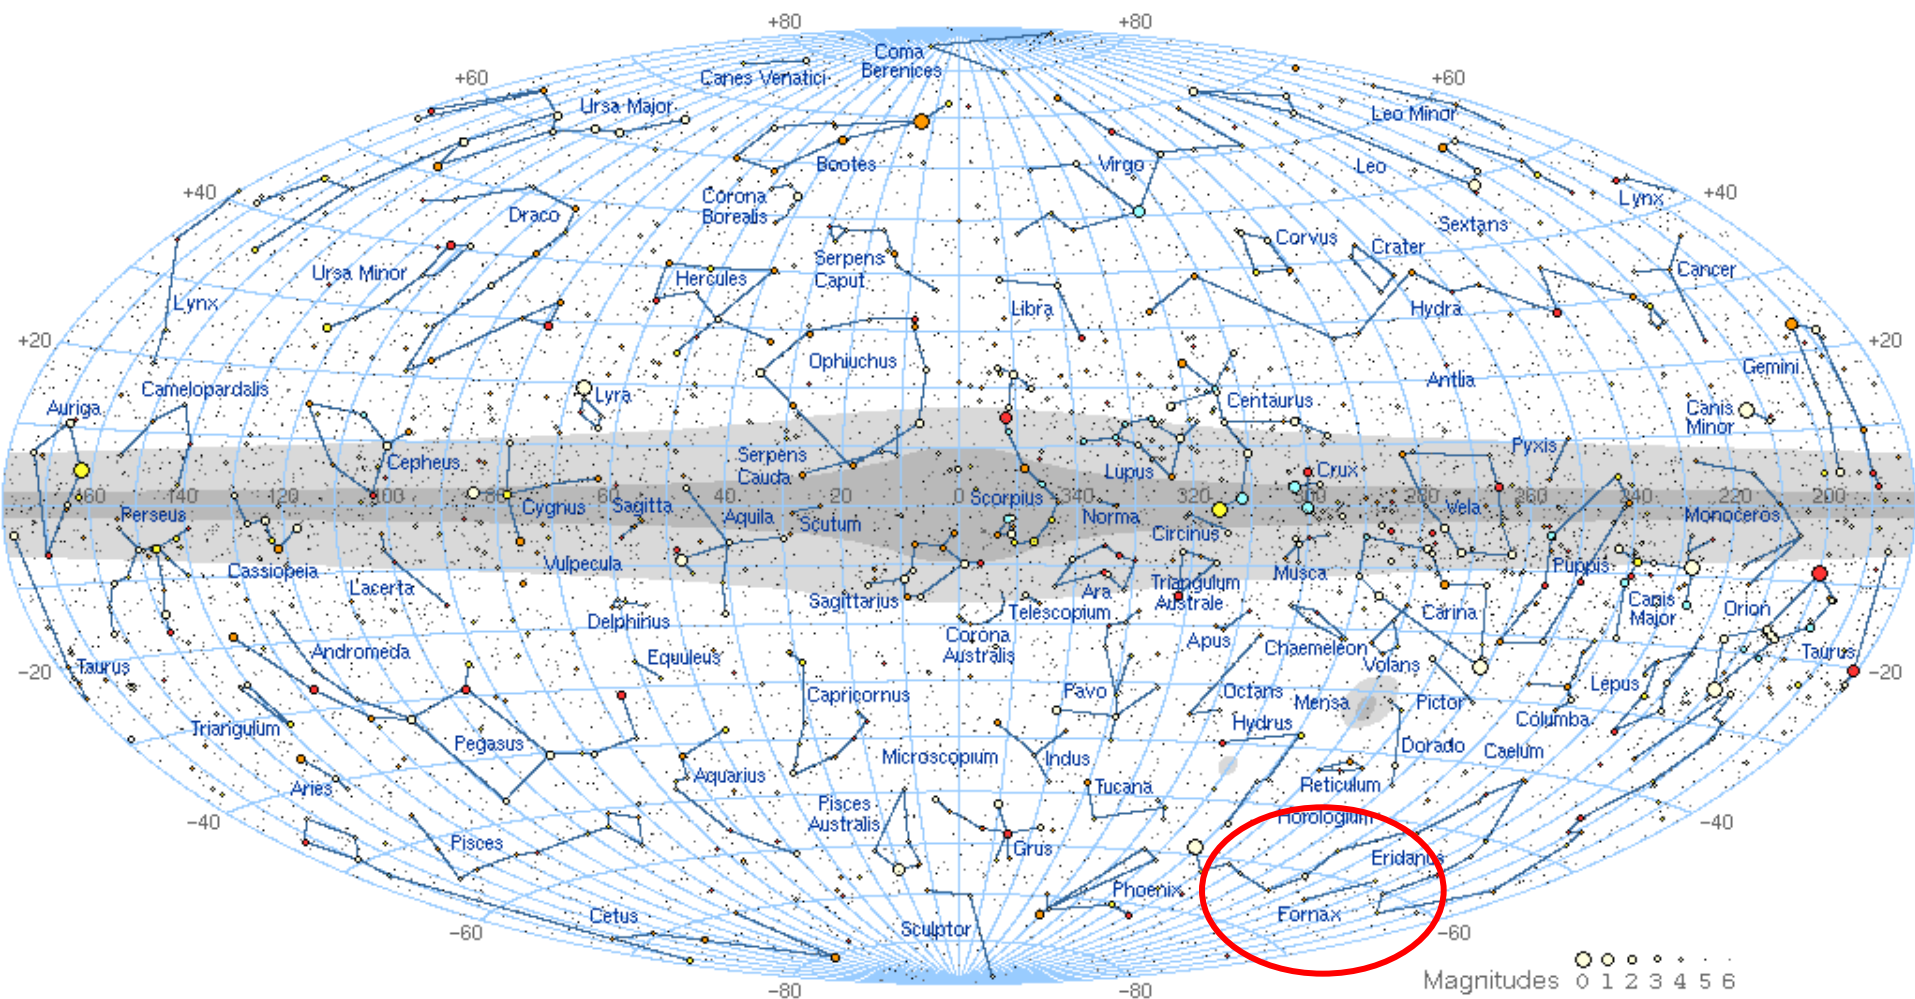 +80
+80
Coma
Berenices
Canes Venatici
+60
+60
Ursa Major
Leo Minor
Bootes
Virgo
Leo
+40
+40
Corona
Borealis
Lynx
Draco
Sextans
Corvus
Crater
Serpens
Caput
Ursa Minor
Hercules
Cancer
Lynx
Libra
Hydra
+20
+20
Ophiuchus
Gemini
Camelopardalis
Antlia
Lyra
Auriga
Centaurus
Canis
Minor
Pyxis
Serpens
Cauda
Cepheus
Lupus
Crux
60
140
120
80
60
40
20
0
340
320
280
260
240
220
200
Scorpius
Cygnus
Sagitta
Vela
Perseus
Aquila
Scutum
Norma
Monoceros
Circinus
Cassiopeia
Vulpecula
Musca
Puppis
Lacerta
Triangulum
Australe
Ara
Sagittarius
Telescopium
Canis
Major
Orion
Carina
Delphinus
Corona
Australis
Apus
Chaemeleon
Andromeda
Equuleus
Volans
Taurus
Taurus
-20
-20
Capricornus
Pavo
Octans
Mensa
Pictor
Lepus
Triangulum
Hydrus
Columba
Pegasus
Microscopium
Indus
Dorado
Caelum
Aries
Aquarius
Tucana
Reticulum
Pisces
Australis
-40
-40
Horologium
Pisces
Grus
Eridanus
Phoenix
Cetus
Sculptor
Fornax
-60
-60
Magnitudes 0 1 2 3 4 5 6
-80
-80